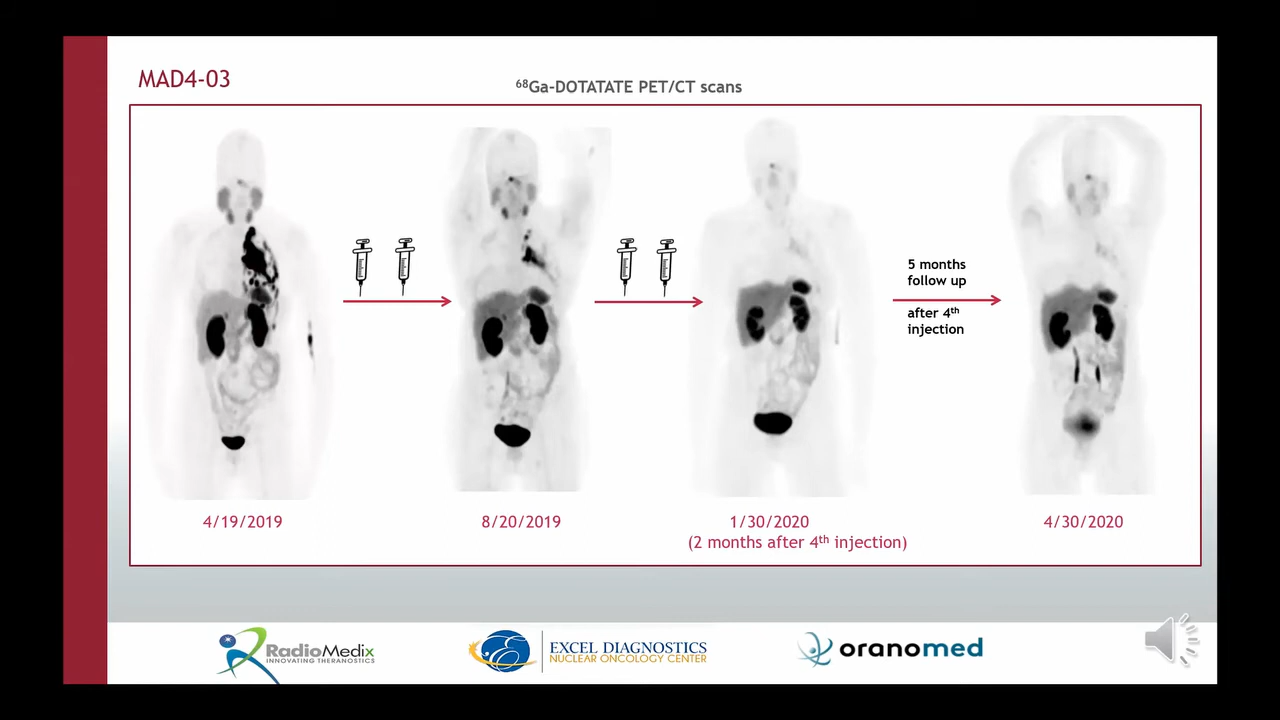 MAD4-03
⁶⁸Ga-DOTATATE PET/CT scans
5 months
follow up
after 4ᵗʰ
injection
4/19/2019
8/20/2019
1/30/2020
(2 months after 4ᵗʰ injection)
4/30/2020
RadioMedix
INNOVATING THERANOSTICS
EXCEL DIAGNOSTICS
NUCLEAR ONCOLOGY CENTER
oranomed